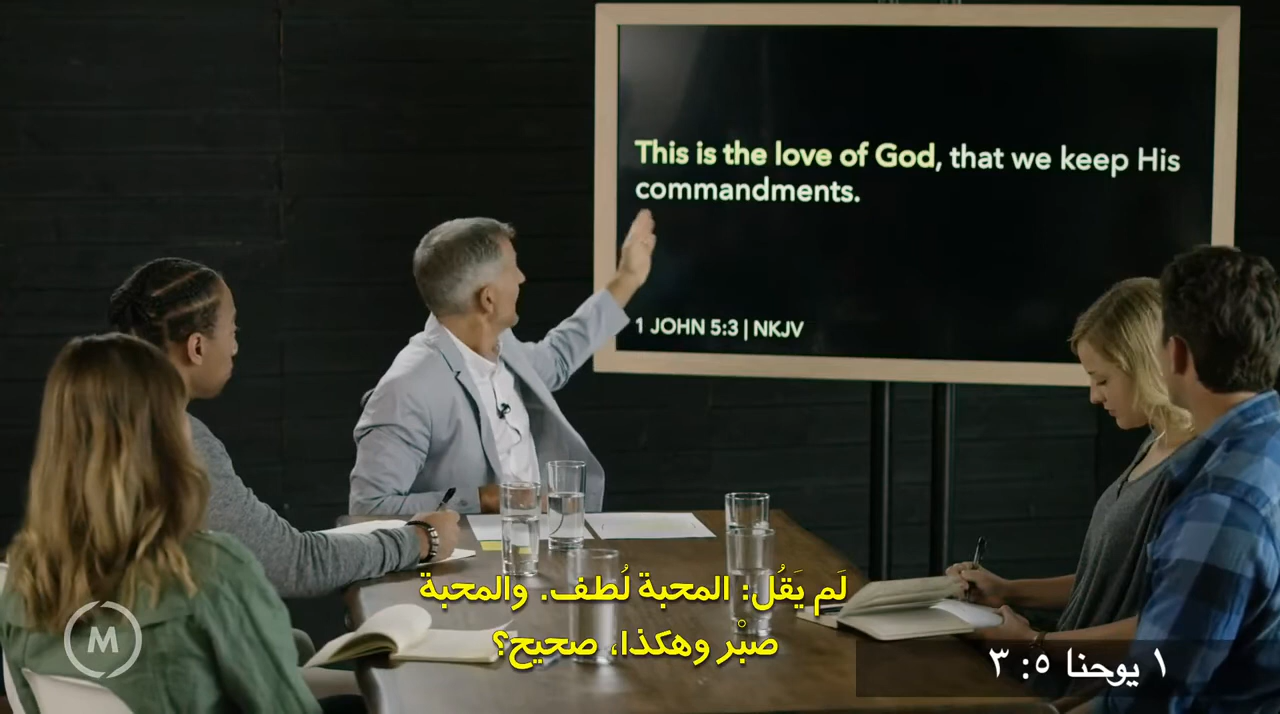 This is the love of God, that we keep His
commandments.
1 JOHN 5:3 | NKJV
لَم يَقُل: المحبة لُطف. والمحبة
صبْر وهكذا، صحيح؟
١ يوحنا ٥: ٣
M